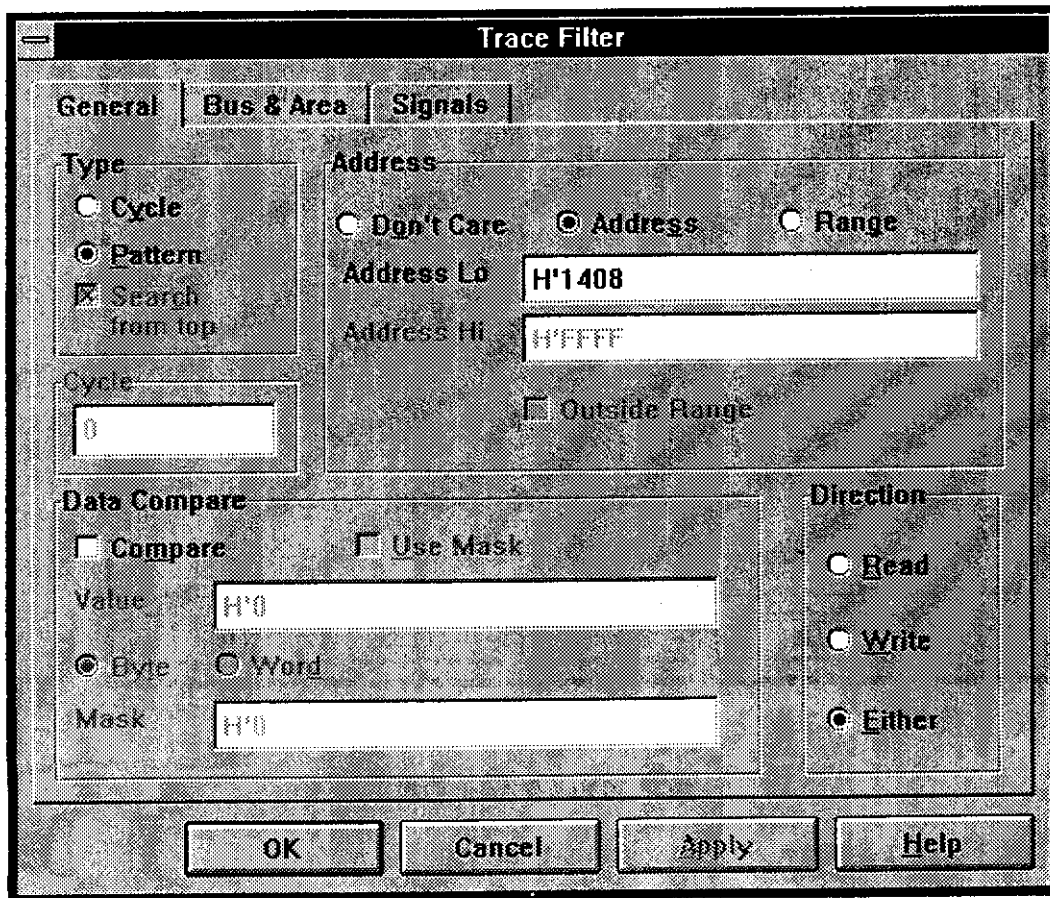 Trace Filter
General
Bus & Area
Signals
Type
Cycle
Pattern
Search
from top
Address
Don't Care
Address
Range
Address Lo
H'1408
Address Hi
H'FFFF
Outside Range
Cycle
0
Data Compare
Compare
Use Mask
Value
H'0
Byte
Word
Mask
H'0
Direction
Read
Write
Either
OK
Cancel
Apply
Help